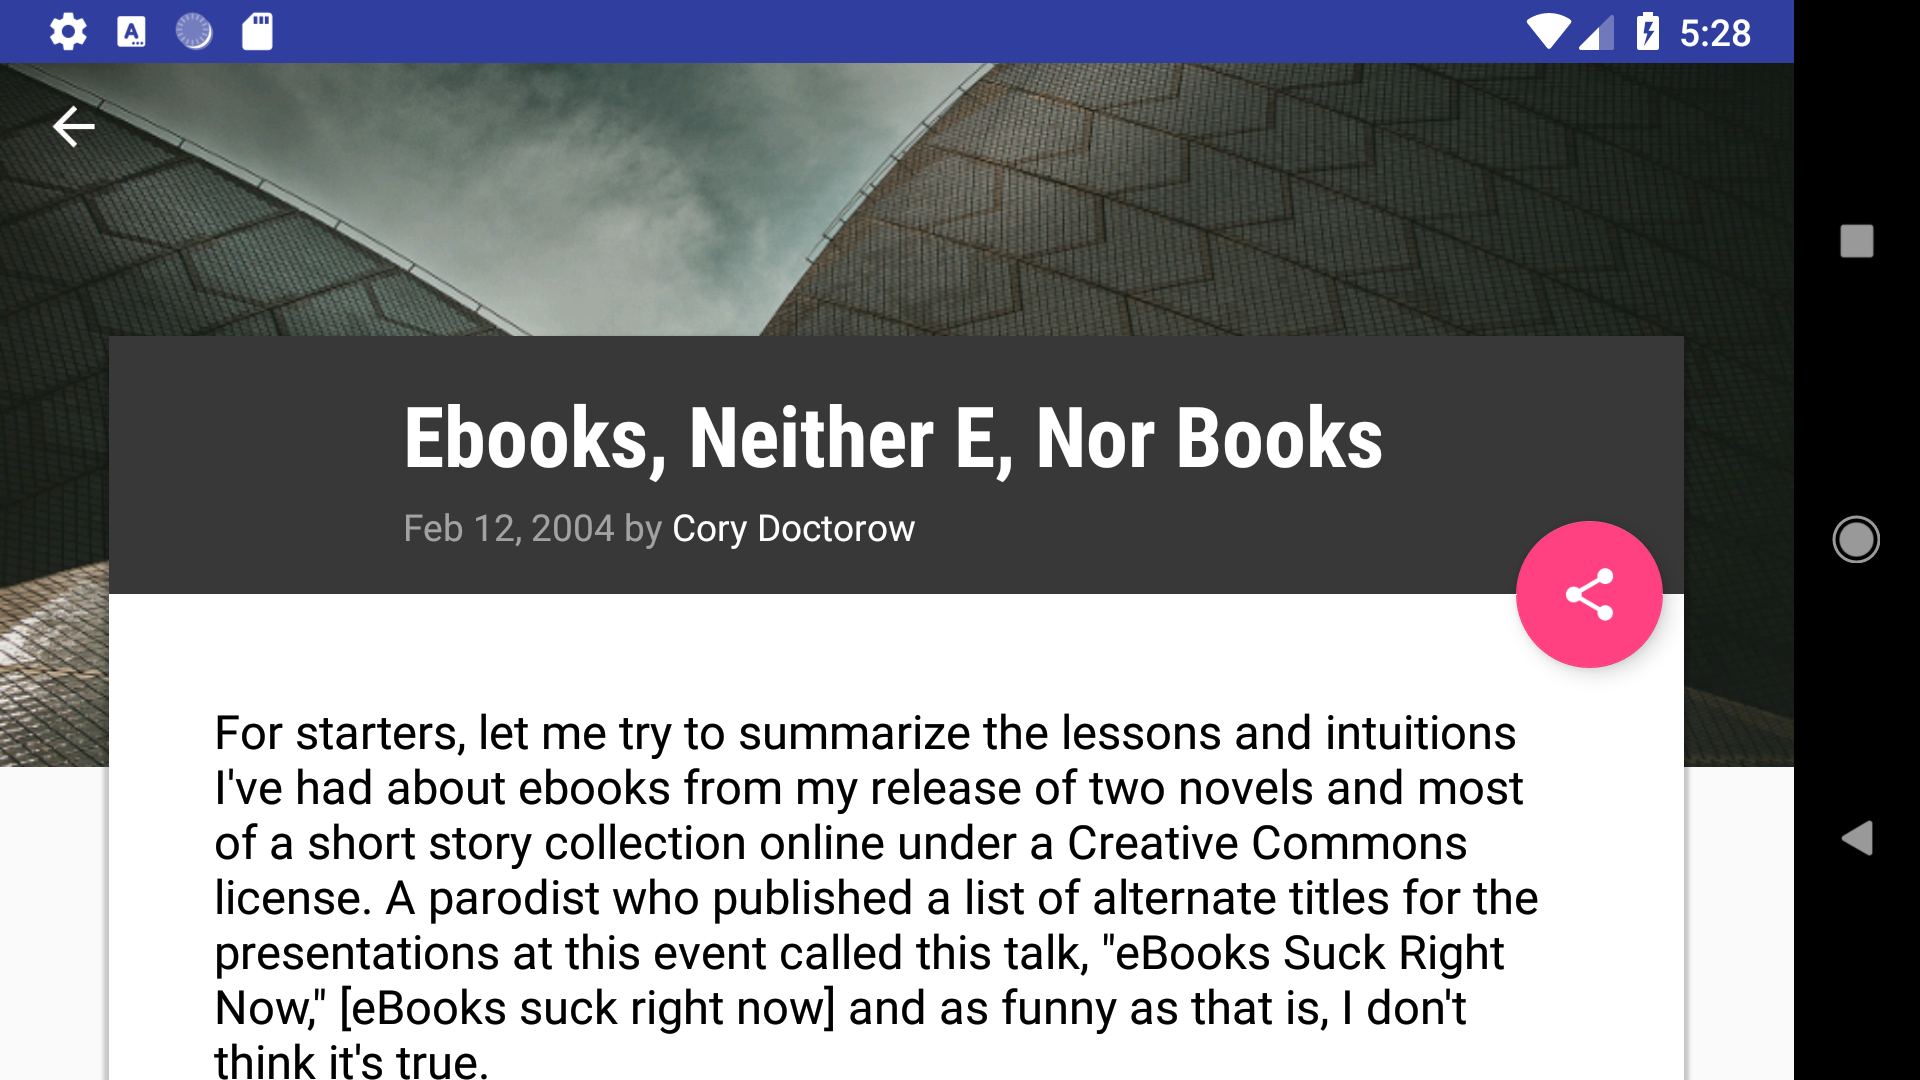 5:28
Ebooks, Neither E, Nor Books
Feb 12, 2004 by Cory Doctorow
For starters, let me try to summarize the lessons and intuitions
I've had about ebooks from my release of two novels and most
of a short story collection online under a Creative Commons
license. A parodist who published a list of alternate titles for the
presentations at this event called this talk, "eBooks Suck Right
Now," [eBooks suck right now] and as funny as that is, I don't
think it's true.